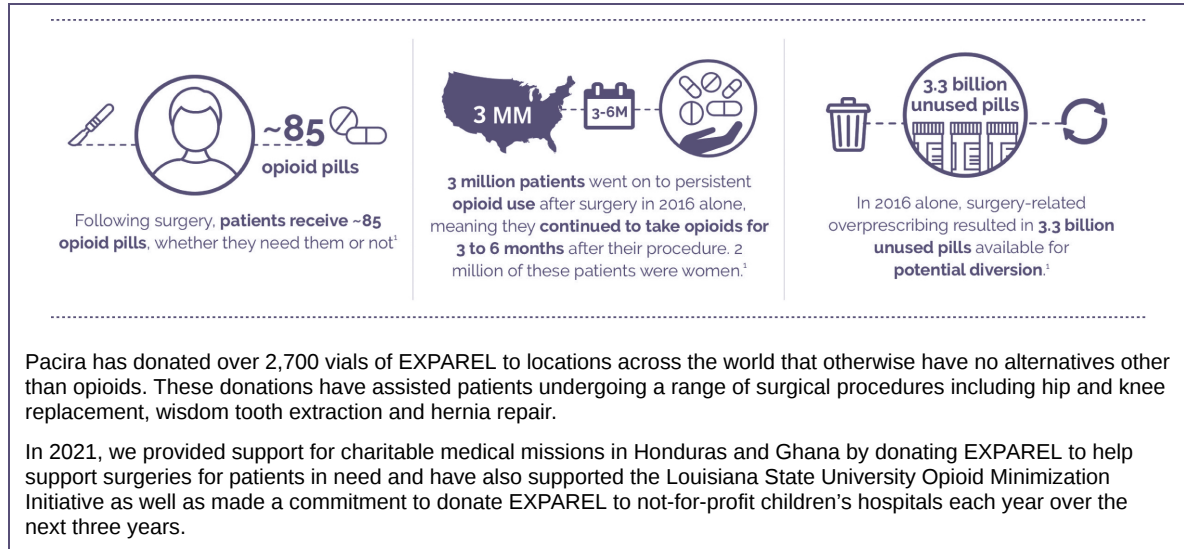 ~85
opioid pills
Following surgery, patients receive ~85
opioid pills, whether they need them or not¹
3 MM
3-6M
3 million patients went on to persistent
opioid use after surgery in 2016 alone,
meaning they continued to take opioids for
3 to 6 months after their procedure. 2
million of these patients were women.¹
3.3 billion
unused pills
In 2016 alone, surgery-related
overprescribing resulted in 3.3 billion
unused pills available for
potential diversion.¹
Pacira has donated over 2,700 vials of EXPAREL to locations across the world that otherwise have no alternatives other
than opioids. These donations have assisted patients undergoing a range of surgical procedures including hip and knee
replacement, wisdom tooth extraction and hernia repair.
In 2021, we provided support for charitable medical missions in Honduras and Ghana by donating EXPAREL to help
support surgeries for patients in need and have also supported the Louisiana State University Opioid Minimization
Initiative as well as made a commitment to donate EXPAREL to not-for-profit children’s hospitals each year over the
next three years.